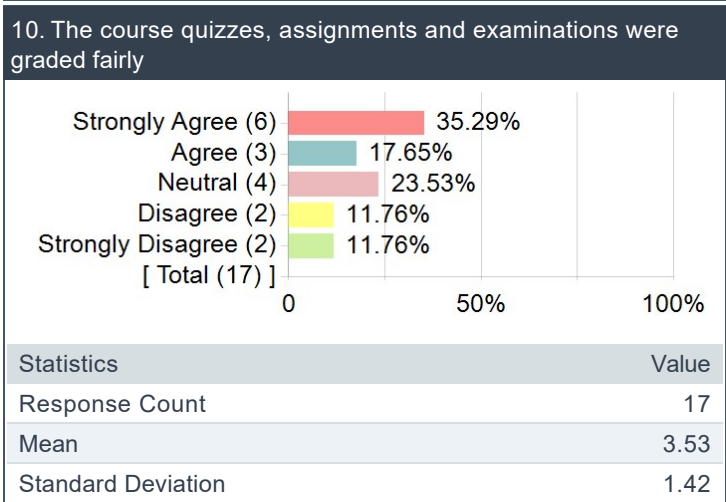 10. The course quizzes, assignments and examinations were
graded fairly
Strongly Agree (6) 35.29%
Agree (3) 17.65%
Neutral (4) 23.53%
Disagree (2) 11.76%
Strongly Disagree (2) 11.76%
[ Total (17) ]
0 50% 100%
Statistics Value
Response Count 17
Mean 3.53
Standard Deviation 1.42